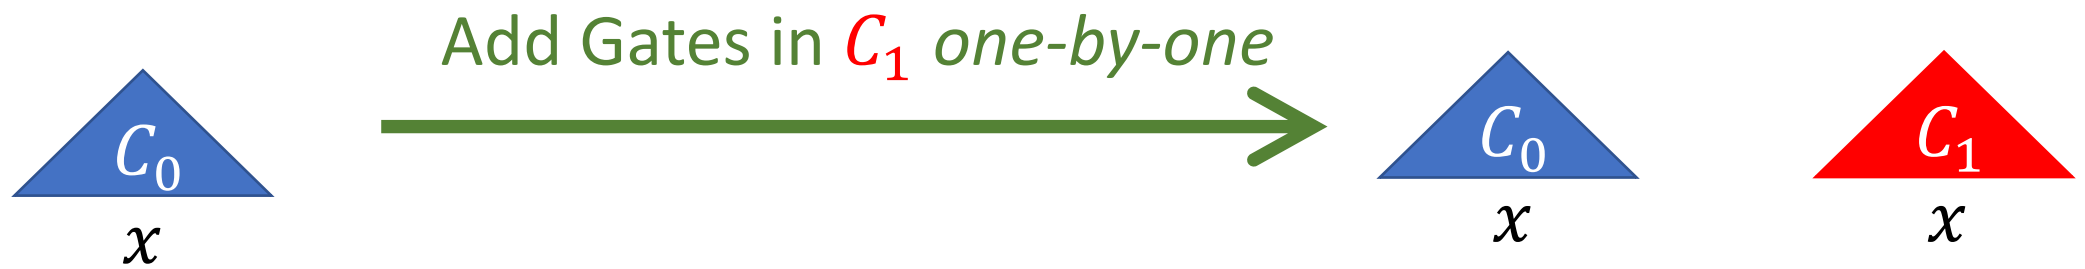 Add Gates in C₁ one-by-one
C₀ C₀ C₁
x x x